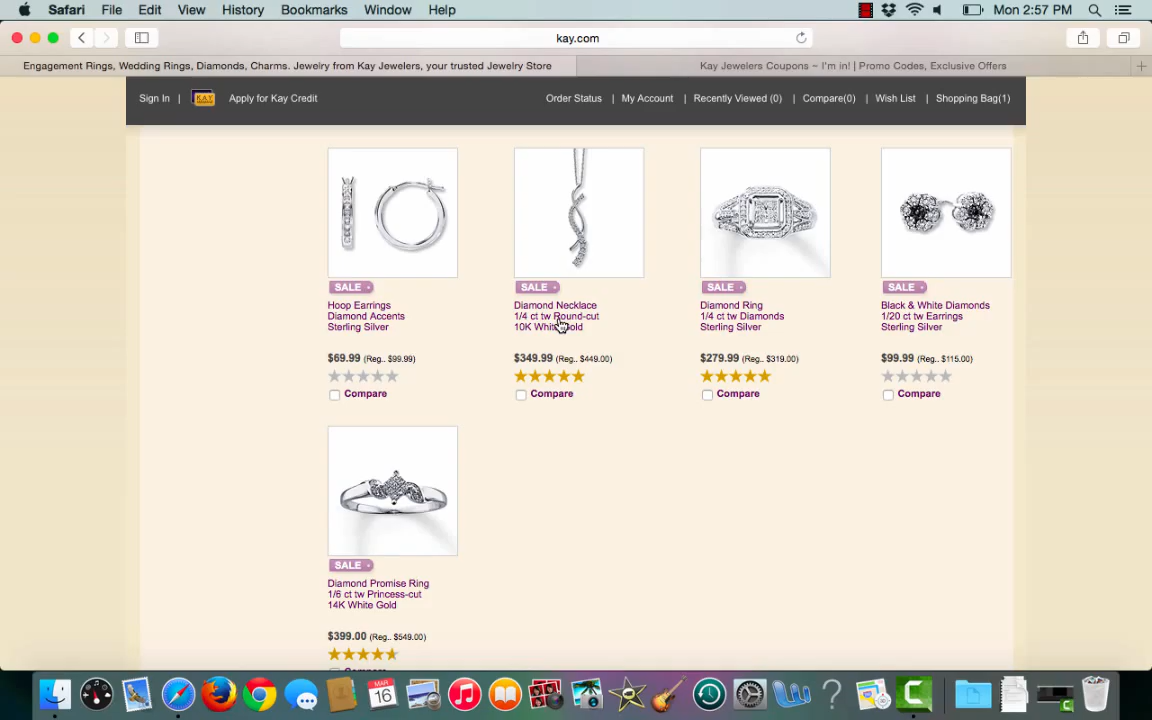 Safari File Edit View History Bookmarks Window Help Mon 2:57 PM
kay.com
Engagement Rings, Wedding Rings, Diamonds, Charms. Jewelry from Kay Jewelers, your trusted Jewelry Store
Kay Jewelers Coupons ~ I'm in! | Promo Codes, Exclusive Offers
Sign In | KAY Apply for Kay Credit Order Status | My Account | Recently Viewed (0) | Compare(0) | Wish List | Shopping Bag(1)
SALE
Hoop Earrings
Diamond Accents
Sterling Silver
$69.99 (Reg.. $99.99)
Compare
SALE
Diamond Necklace
1/4 ct tw Round-cut
10K White Gold
$349.99 (Reg.. $449.00)
Compare
SALE
Diamond Ring
1/4 ct tw Diamonds
Sterling Silver
$279.99 (Reg.. $319.00)
Compare
SALE
Black & White Diamonds
1/20 ct tw Earrings
Sterling Silver
$99.99 (Reg.. $115.00)
Compare
SALE
Diamond Promise Ring
1/6 ct tw Princess-cut
14K White Gold
$399.00 (Reg.. $549.00)
Compare
MAR
16